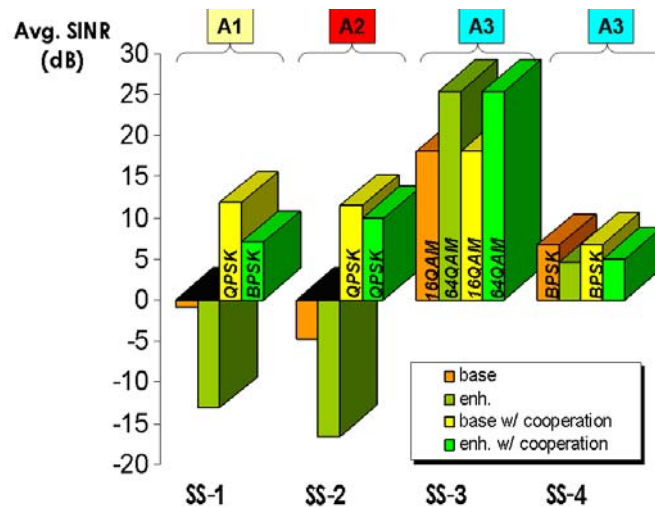 Avg. SINR
(dB)
A1
A2
A3
A3
30
25
20
15
10
5
0
-5
-10
-15
-20
QPSK
BPSK
QPSK
QPSK
16QAM
64QAM
16QAM
64QAM
BPSK
BPSK
base
enh.
base w/ cooperation
enh. w/ cooperation
SS-1
SS-2
SS-3
SS-4